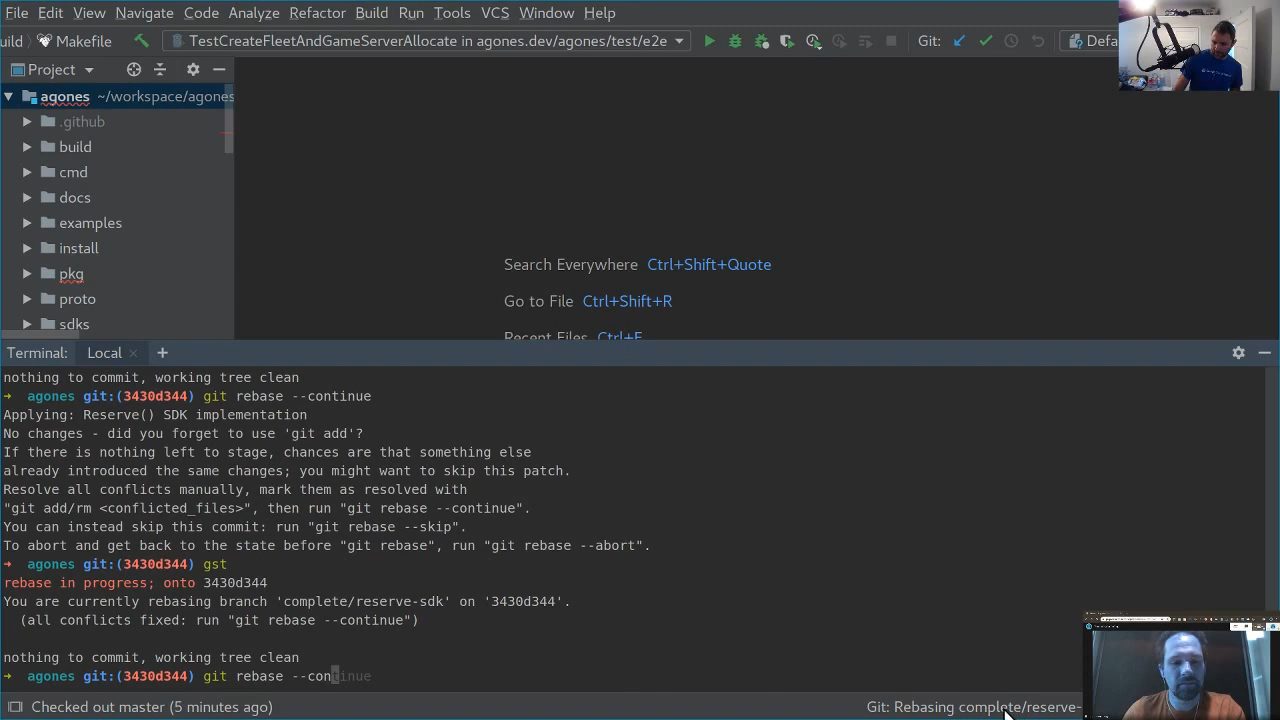 File Edit View Navigate Code Analyze Refactor Build Run Tools VCS Window Help
uild Makefile TestCreateFleetAndGameServerAllocate in agones.dev/agones/test/e2e Git: Defa
Project
agones ~/workspace/agones
.github
build
cmd
docs
examples
install
pkg
proto
sdks
Search Everywhere Ctrl+Shift+Quote
Go to File Ctrl+Shift+R
Recent Files Ctrl+E
Terminal: Local
nothing to commit, working tree clean
→ agones git:(3430d344) git rebase --continue
Applying: Reserve() SDK implementation
No changes - did you forget to use 'git add'?
If there is nothing left to stage, chances are that something else
already introduced the same changes; you might want to skip this patch.
Resolve all conflicts manually, mark them as resolved with
"git add/rm <conflicted_files>", then run "git rebase --continue".
You can instead skip this commit: run "git rebase --skip".
To abort and get back to the state before "git rebase", run "git rebase --abort".
→ agones git:(3430d344) gst
rebase in progress; onto 3430d344
You are currently rebasing branch 'complete/reserve-sdk' on '3430d344'.
(all conflicts fixed: run "git rebase --continue")
nothing to commit, working tree clean
→ agones git:(3430d344) git rebase --continue
Checked out master (5 minutes ago) Git: Rebasing complete/reserve-